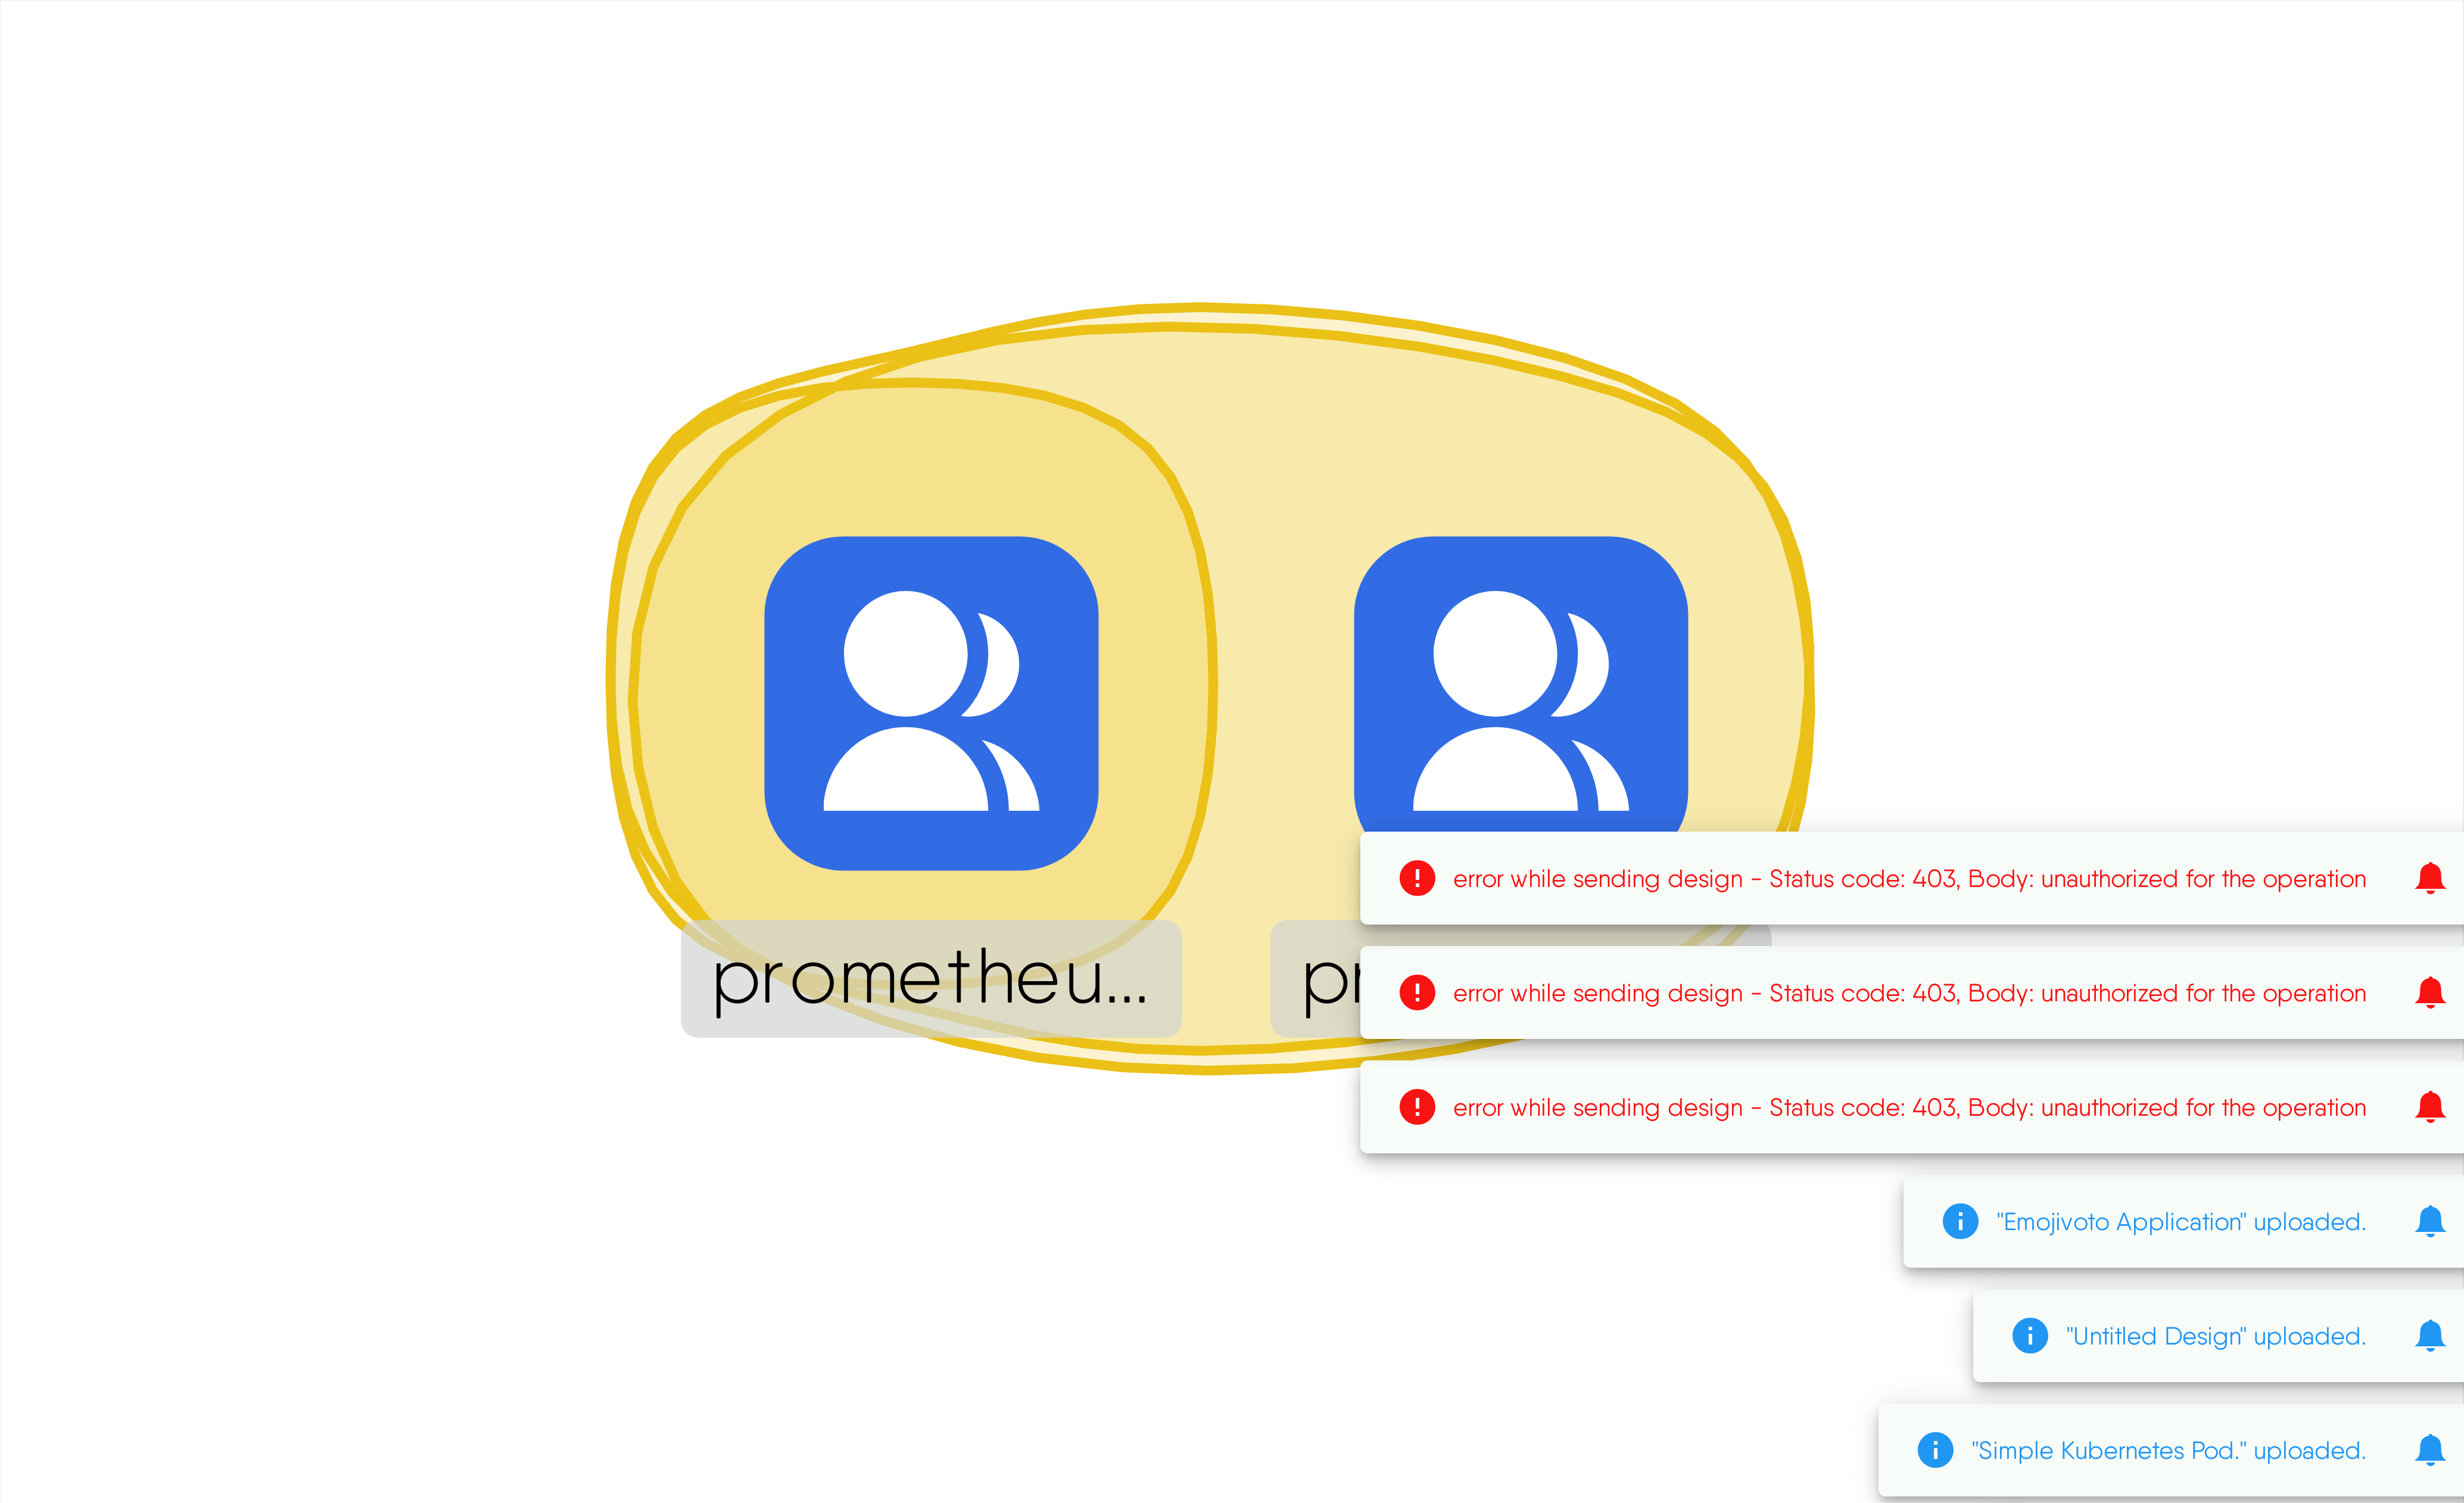 error while sending design - Status code: 403, Body: unauthorized for the operation
prometheu...
error while sending design - Status code: 403, Body: unauthorized for the operation
error while sending design - Status code: 403, Body: unauthorized for the operation
"Emojivoto Application" uploaded.
"Untitled Design" uploaded.
"Simple Kubernetes Pod." uploaded.